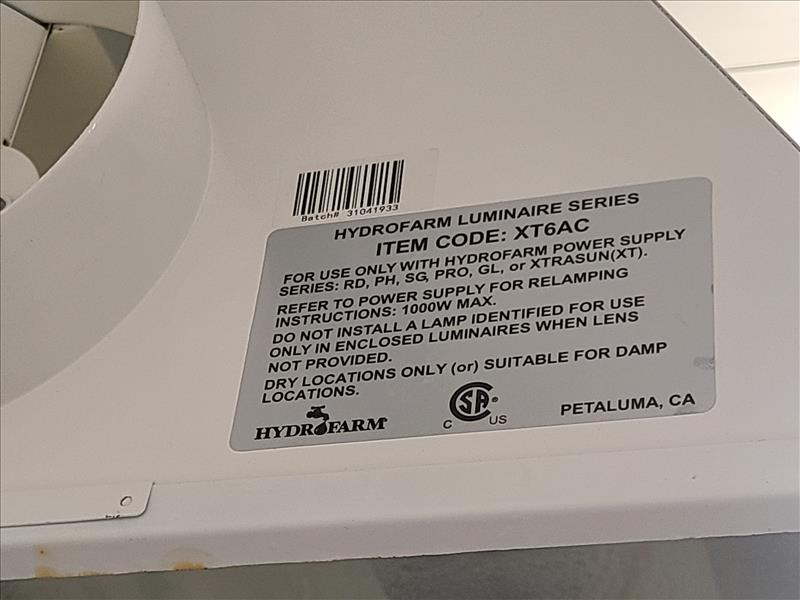 Batch# 31041933
HYDROFARM LUMINAIRE SERIES
ITEM CODE: XT6AC
FOR USE ONLY WITH HYDROFARM POWER SUPPLY
SERIES: RD, PH, SG, PRO, GL, or XTRASUN(XT).
REFER TO POWER SUPPLY FOR RELAMPING
INSTRUCTIONS: 1000W MAX.
DO NOT INSTALL A LAMP IDENTIFIED FOR USE
ONLY IN ENCLOSED LUMINAIRES WHEN LENS
NOT PROVIDED.
DRY LOCATIONS ONLY (or) SUITABLE FOR DAMP
LOCATIONS.
HYDROFARM
C SA® US
PETALUMA, CA